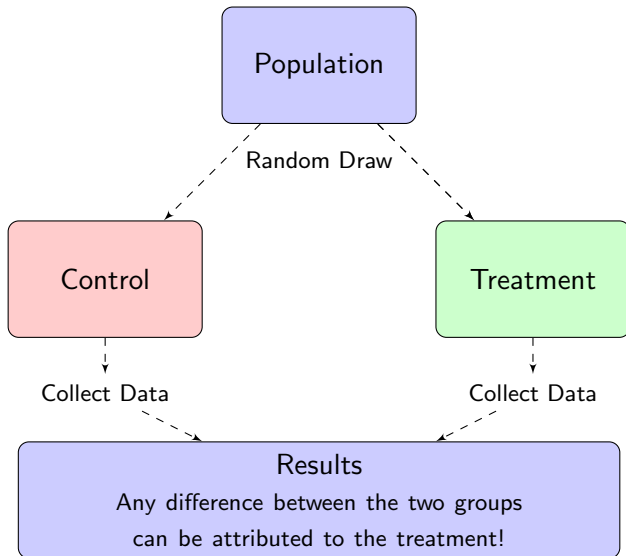 Population
Random Draw
Control
Treatment
Collect Data
Collect Data
Results
Any difference between the two groups
can be attributed to the treatment!